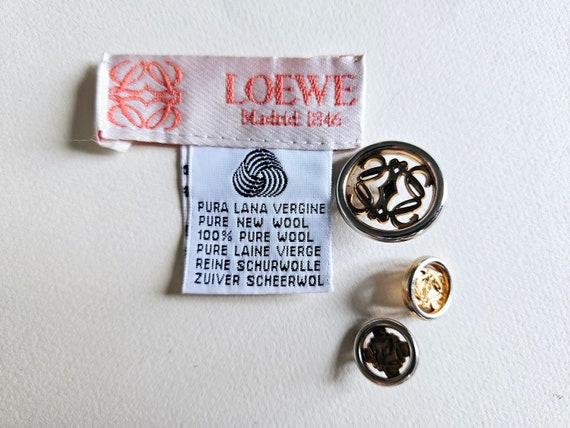 LOEWE
Madrid 1846
PURA LANA VERGINE
PURE NEW WOOL
100% PURE WOOL
PURE LAINE VIERGE
REINE SCHURWOLLE
ZUIVER SCHEERWOL